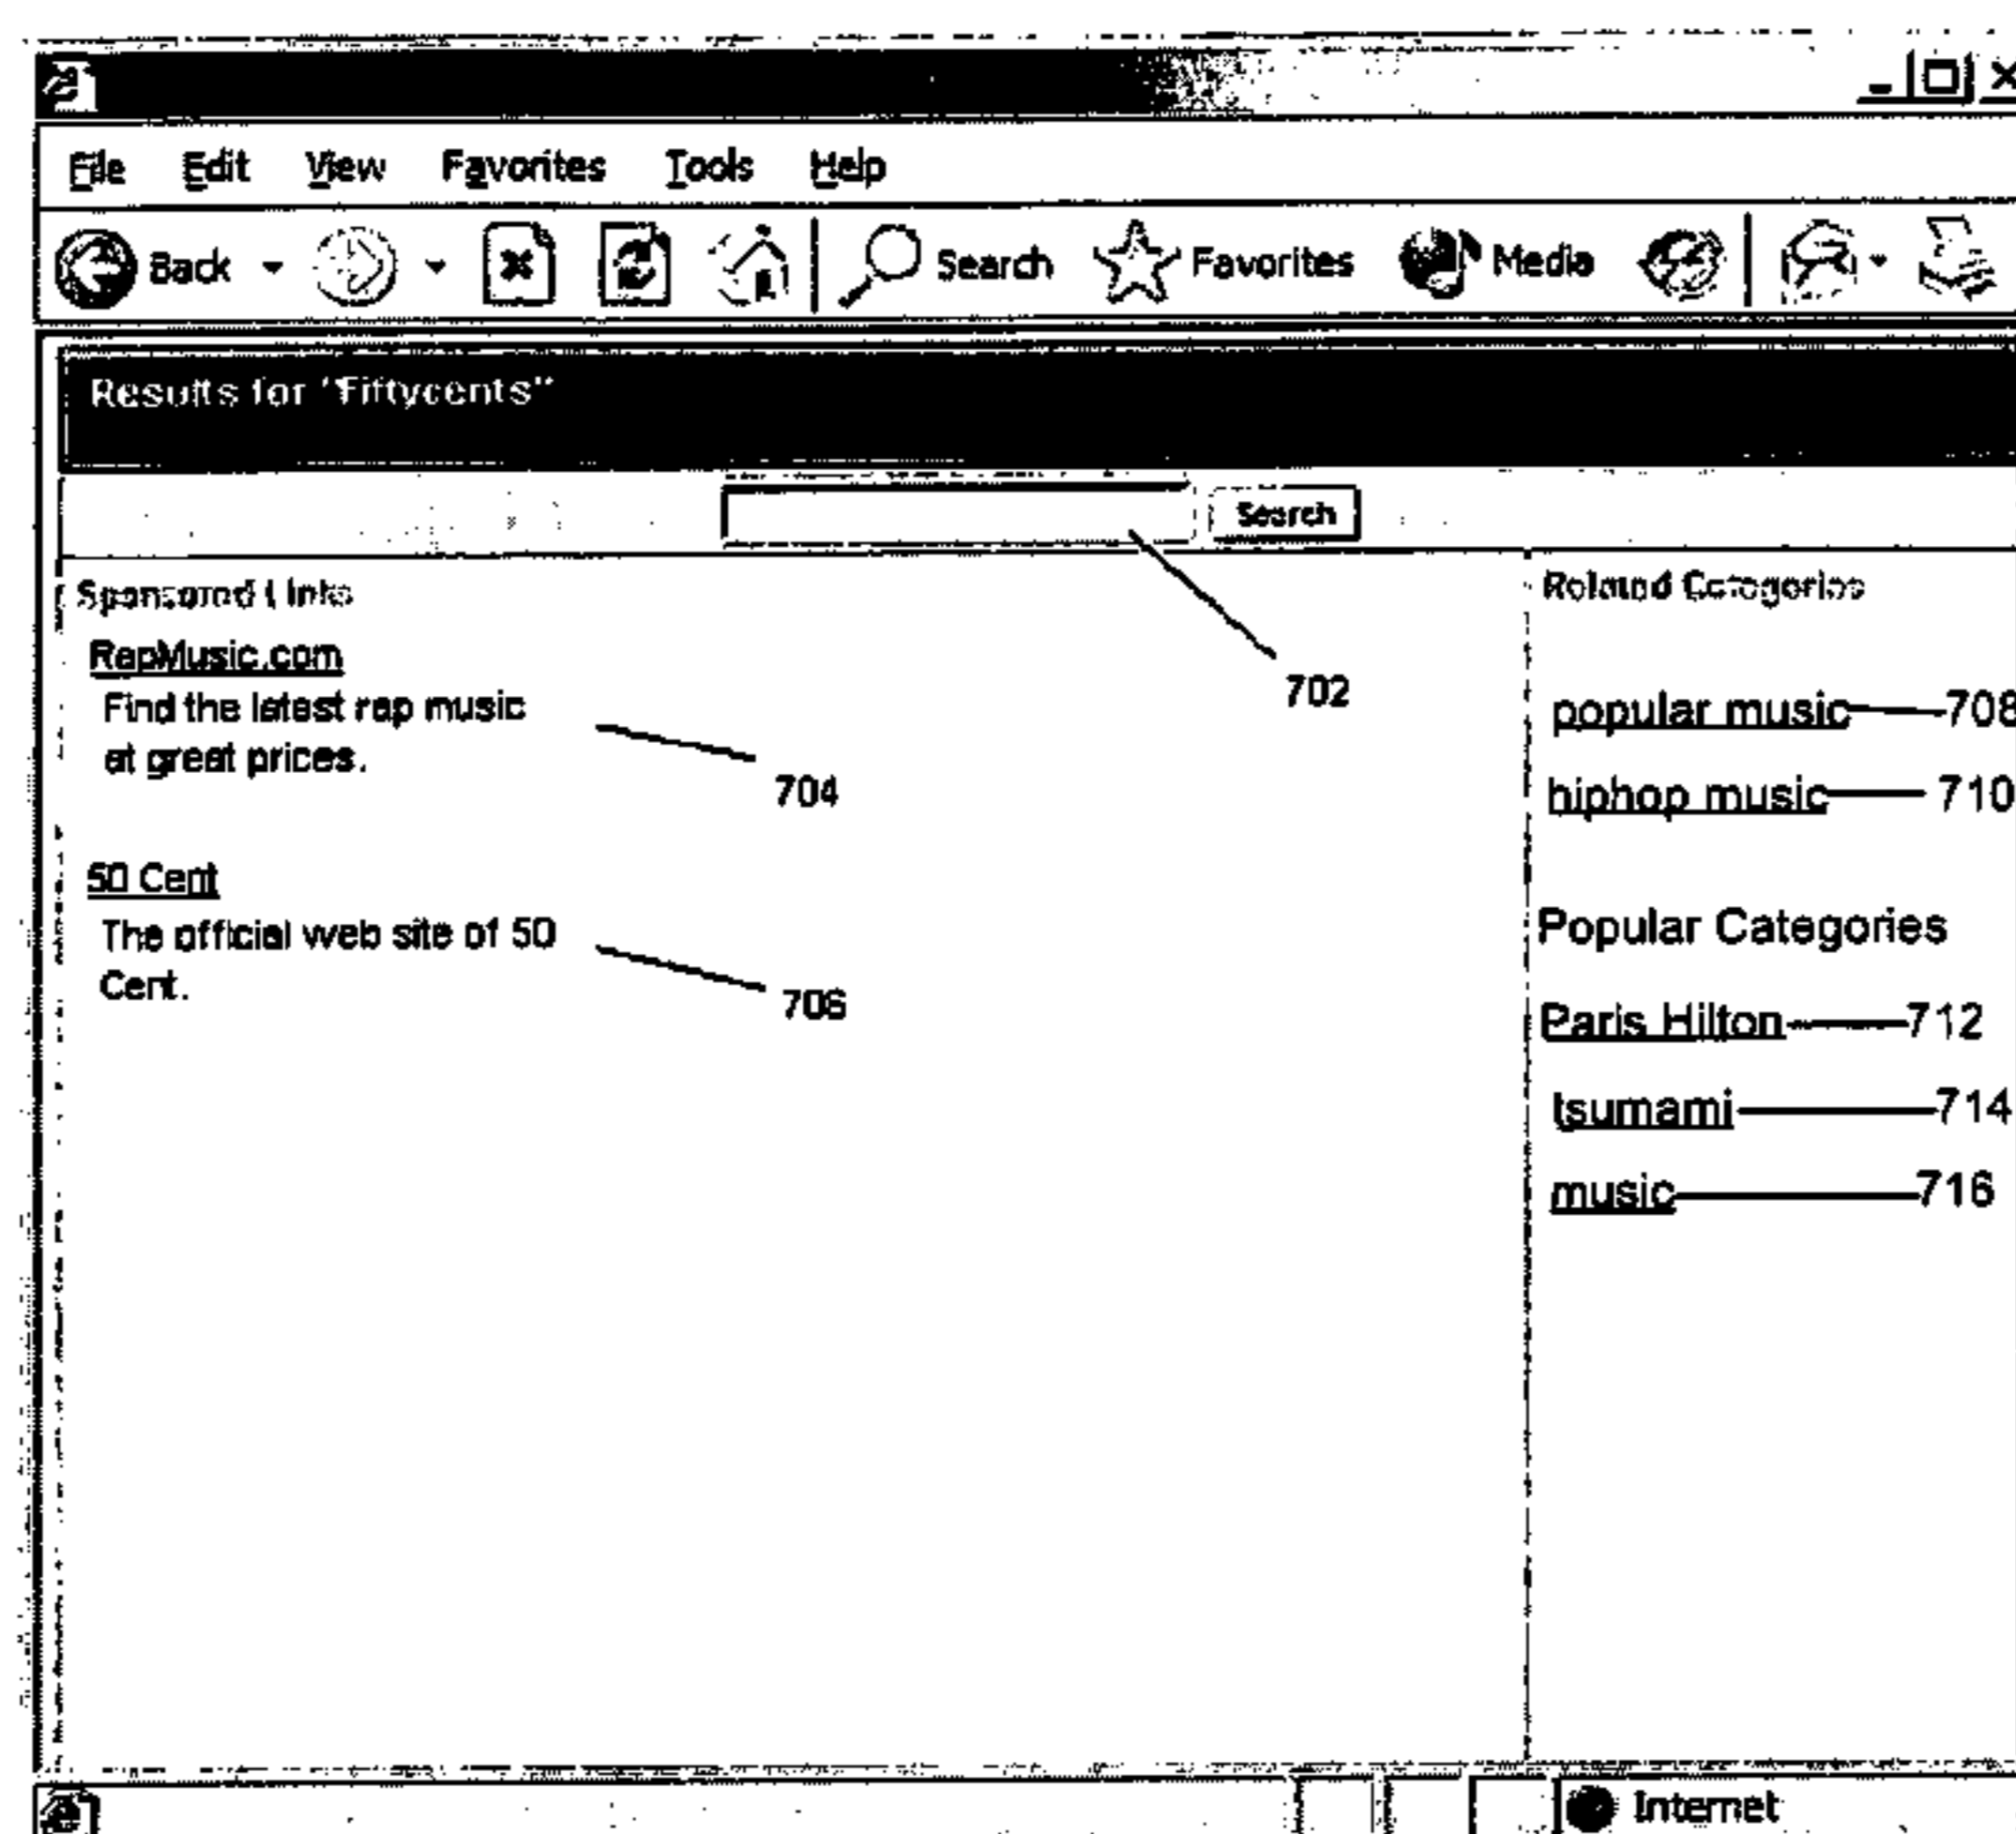 File Edit View Favorites Tools Help
Back Search Favorites Media
Results for "Fiftycents"
Search
702
Sponsored Links
RapMusic.com
Find the latest rap music
at great prices.
704
50 Cent
The official web site of 50
Cent.
706
Related Categories
popular music 708
hiphop music 710
Popular Categories
Paris Hilton 712
tsumami 714
music 716
Internet